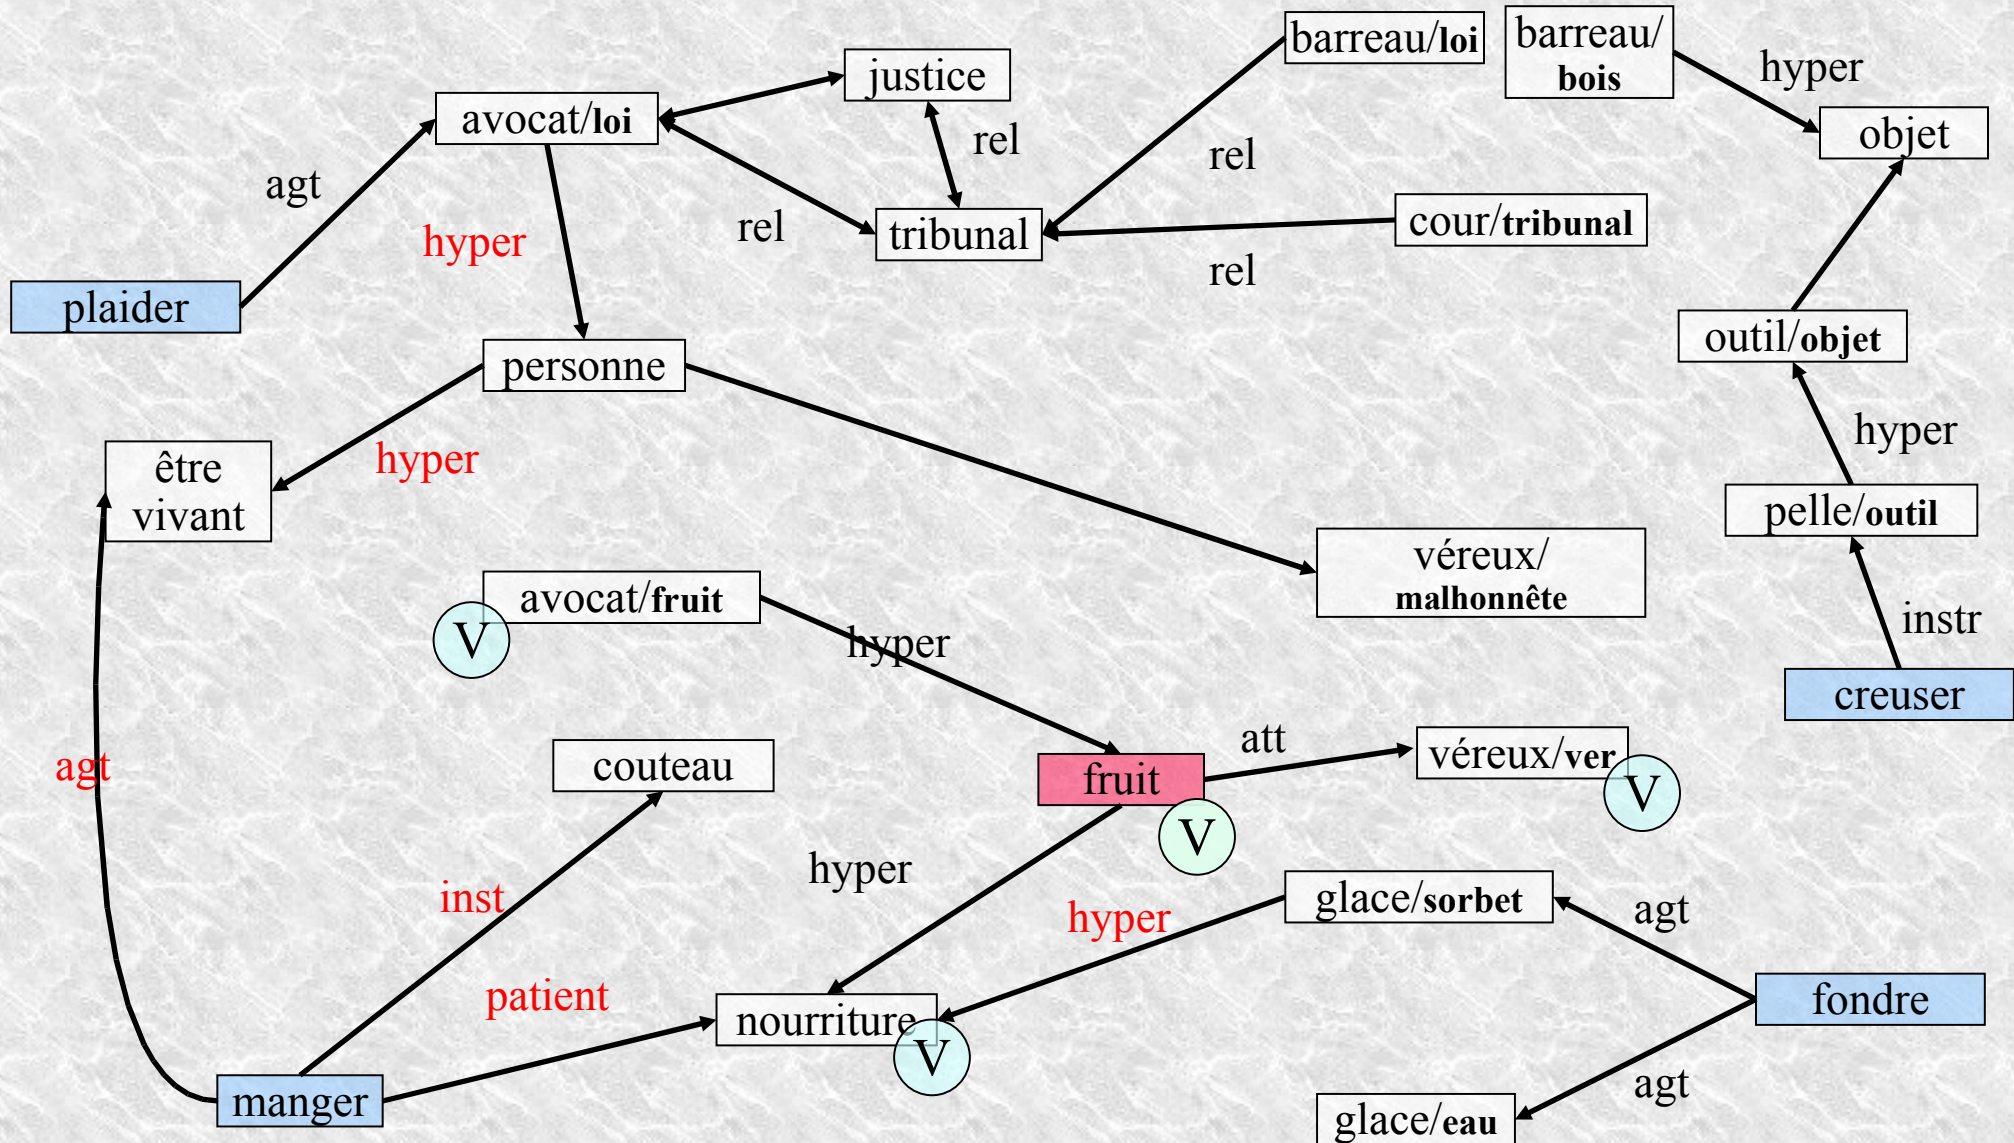 barreau/loi
barreau/
bois
hyper
justice
avocat/loi
objet
rel
rel
agt
cour/tribunal
rel
tribunal
hyper
rel
plaider
outil/objet
personne
hyper
hyper
être
vivant
pelle/outil
véreux/
malhonnête
avocat/fruit
V
hyper
instr
creuser
att
véreux/ver
V
couteau
fruit
V
agt
hyper
inst
hyper
glace/sorbet
agt
patient
nourriture
V
fondre
manger
agt
glace/eau